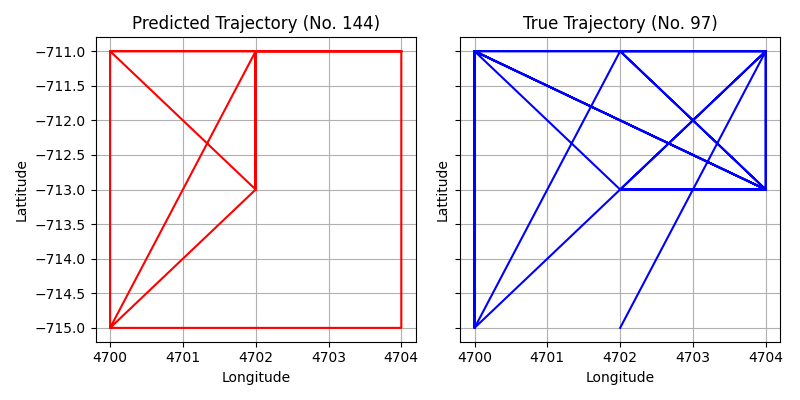 Predicted Trajectory (No. 144)
−711.0
−711.5
−712.0
−712.5
−713.0
−713.5
−714.0
−714.5
−715.0
Lattitude
4700 4701 4702 4703 4704
Longitude
True Trajectory (No. 97)
Lattitude
4700 4701 4702 4703 4704
Longitude